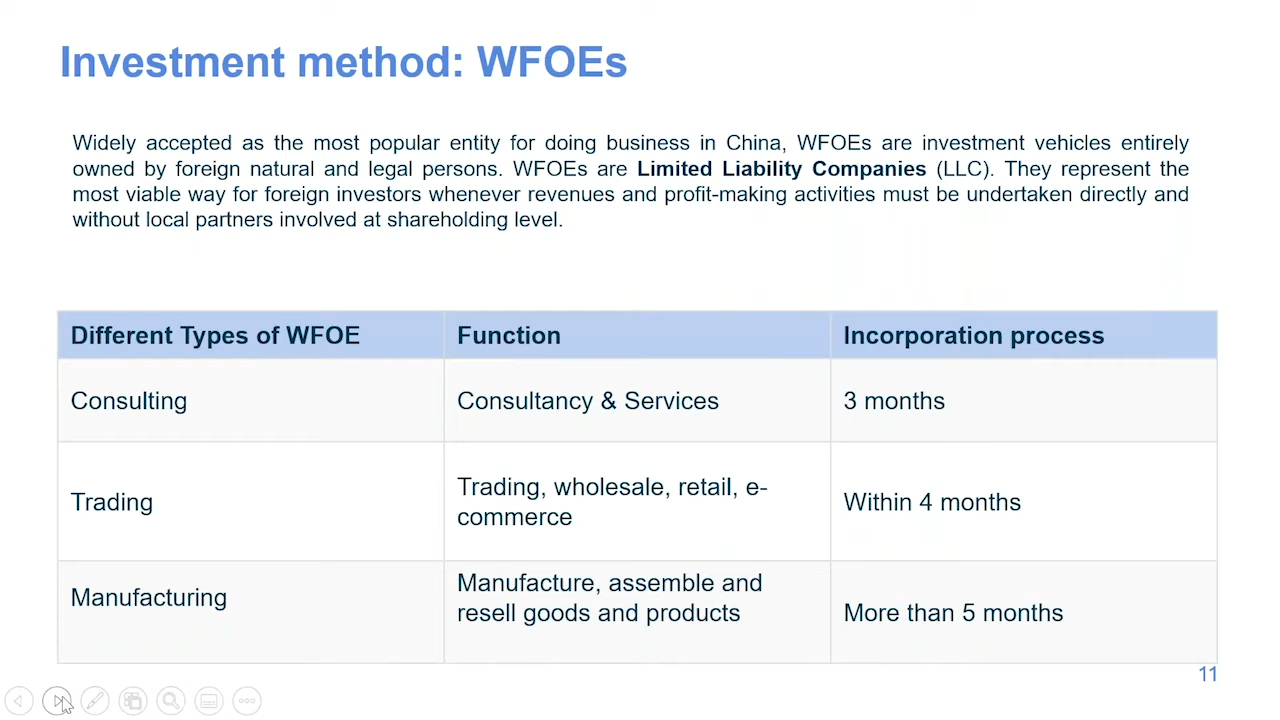 Investment method: WFOEs
Widely accepted as the most popular entity for doing business in China, WFOEs are investment vehicles entirely
owned by foreign natural and legal persons. WFOEs are Limited Liability Companies (LLC). They represent the
most viable way for foreign investors whenever revenues and profit-making activities must be undertaken directly and
without local partners involved at shareholding level.
Different Types of WFOE
Function
Incorporation process
Consulting
Consultancy & Services
3 months
Trading
Trading, wholesale, retail, e-
commerce
Within 4 months
Manufacturing
Manufacture, assemble and
resell goods and products
More than 5 months
11